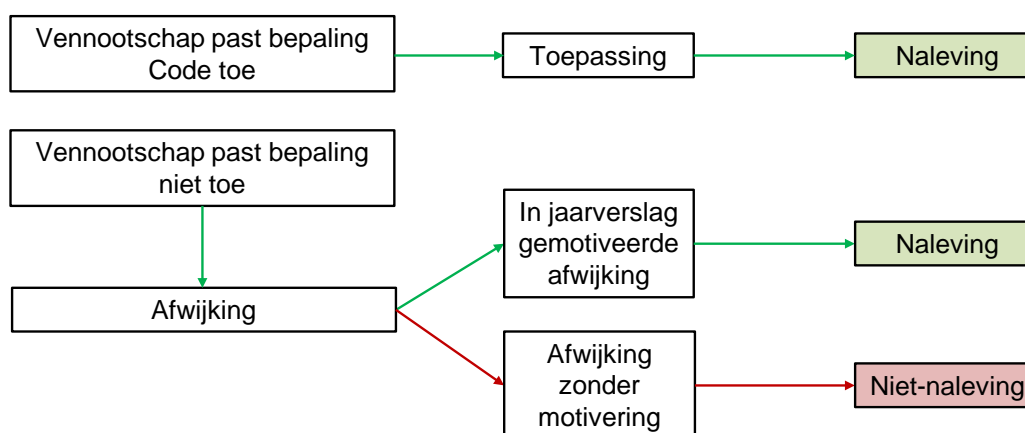 Vennootschap past bepaling
Code toe
Toepassing
Naleving
Vennootschap past bepaling
niet toe
In jaarverslag
gemotiveerde
afwijking
Naleving
Afwijking
Afwijking
zonder
motivering
Niet-naleving